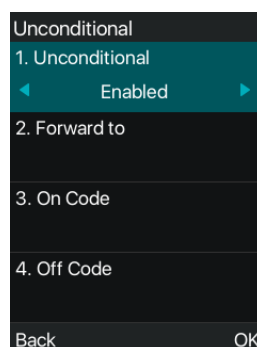 Unconditional
1. Unconditional
Enabled
2. Forward to
3. On Code
4. Off Code
Back OK